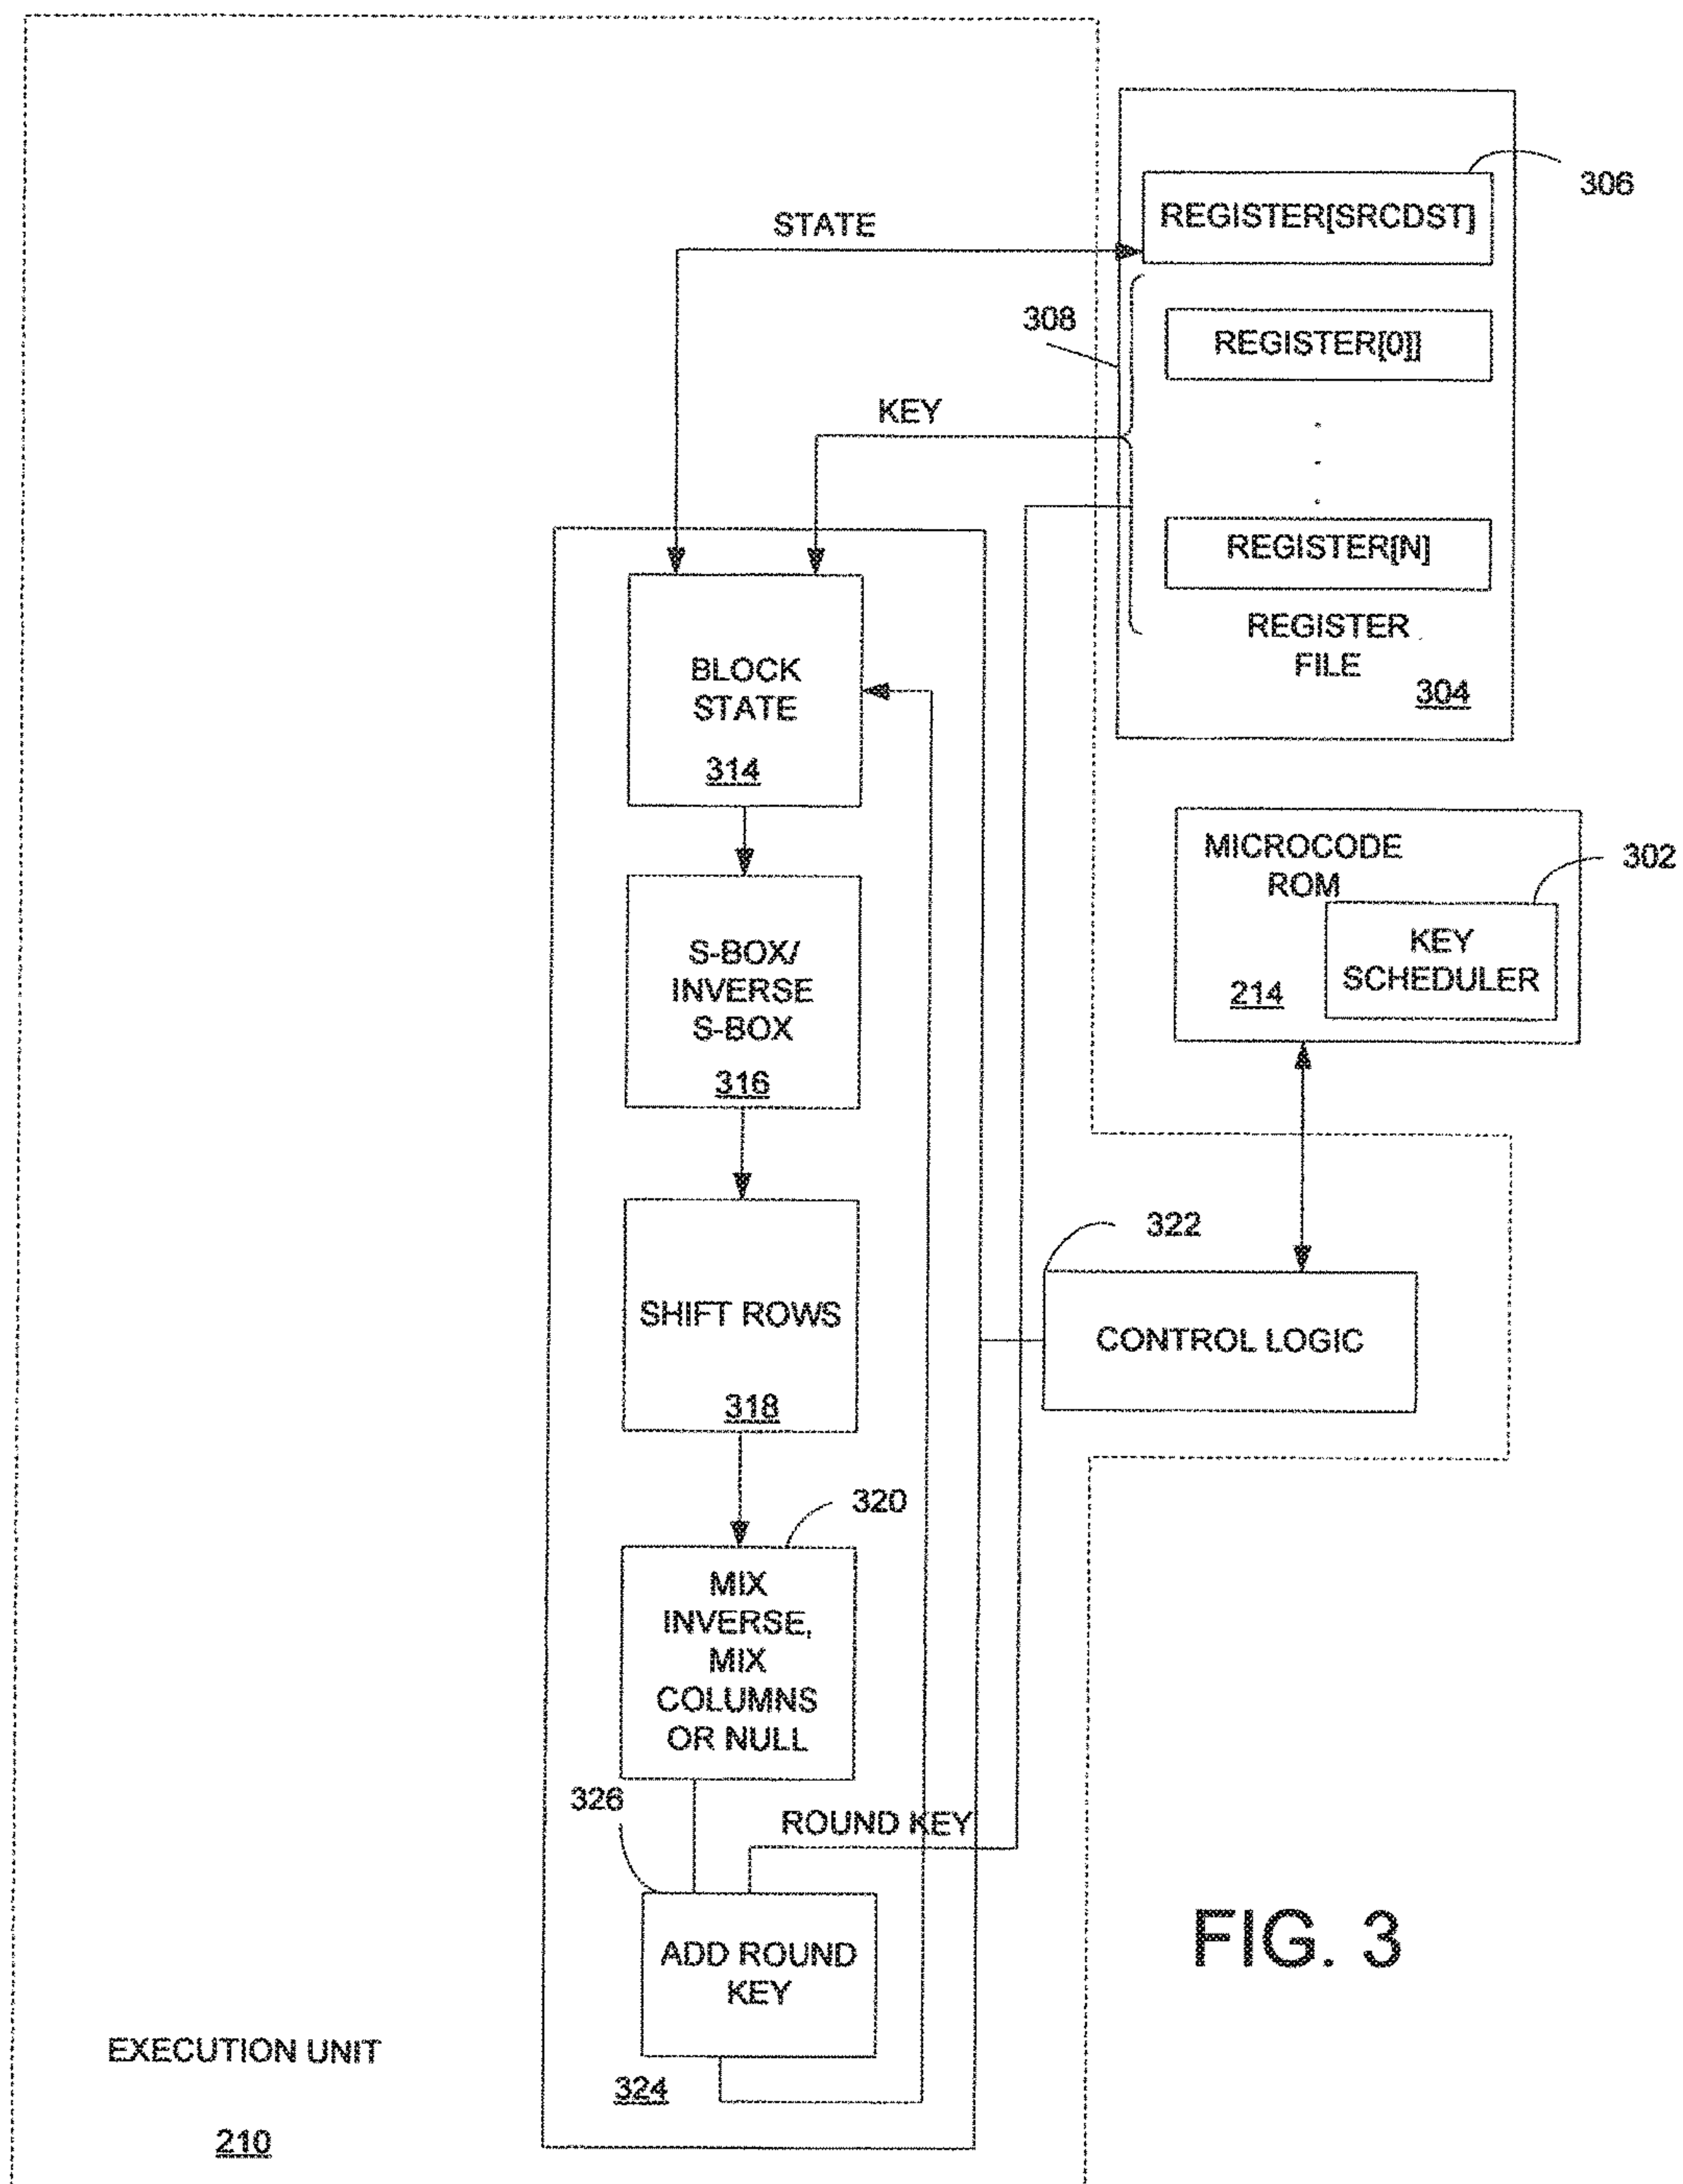 306
REGISTER[SRCDST]
STATE
308
REGISTER[0]]
KEY
REGISTER[N]
REGISTER
FILE
304
BLOCK
STATE
314
MICROCODE
ROM
302
KEY
SCHEDULER
214
S-BOX/
INVERSE
S-BOX
316
322
SHIFT ROWS
318
CONTROL LOGIC
320
MIX
INVERSE,
MIX
COLUMNS
OR NULL
326
ROUND KEY
ADD ROUND
KEY
324
FIG. 3
EXECUTION UNIT
210